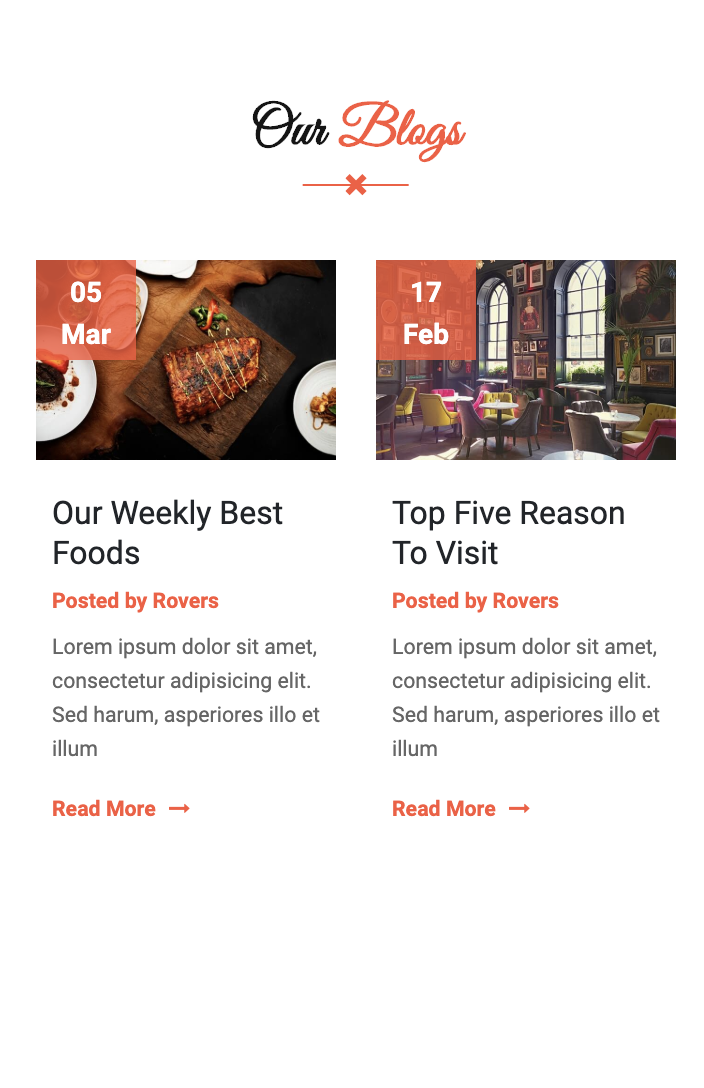 Our Blogs
05
Mar
Our Weekly Best
Foods
Posted by Rovers
Lorem ipsum dolor sit amet,
consectetur adipisicing elit.
Sed harum, asperiores illo et
illum
Read More
17
Feb
Top Five Reason
To Visit
Posted by Rovers
Lorem ipsum dolor sit amet,
consectetur adipisicing elit.
Sed harum, asperiores illo et
illum
Read More